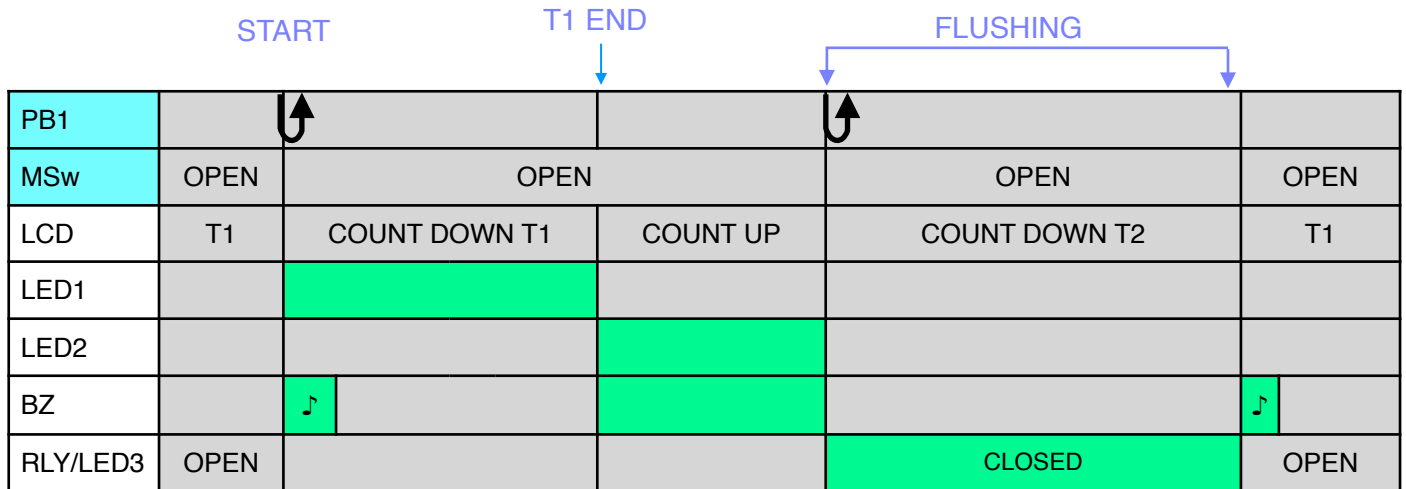 START T1 END FLUSHING
PB1
MSw OPEN OPEN OPEN OPEN
LCD T1 COUNT DOWN T1 COUNT UP COUNT DOWN T2 T1
LED1
LED2
BZ ♪ ♪
RLY/LED3 OPEN CLOSED OPEN